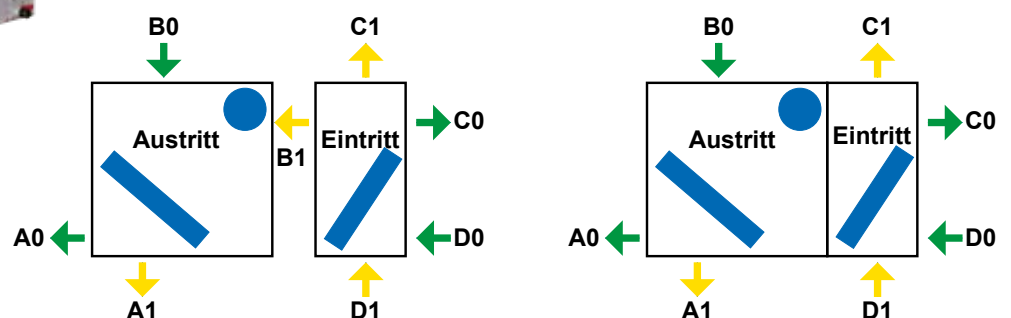 B0
C1
Austritt
B1
Eintritt
C0
A0
D0
A1
D1
B0
C1
Austritt
Eintritt
C0
A0
D0
A1
D1